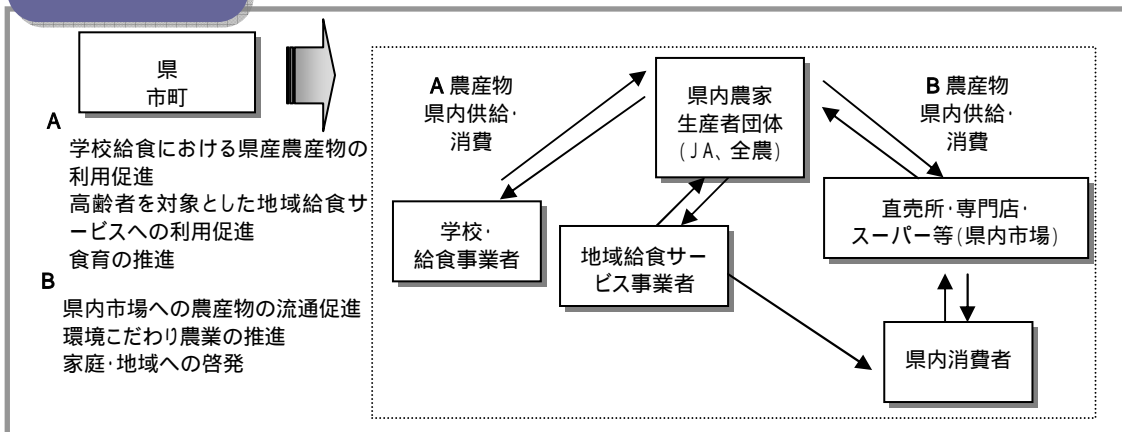 県
市町
A
学校給食における県産農産物の
利用促進
高齢者を対象とした地域給食サ
ービスへの利用促進
食育の推進
B
県内市場への農産物の流通促進
環境こだわり農業の推進
家庭・地域への啓発
A 農産物
県内供給・
消費
県内農家
生産者団体
(JA、全農)
B 農産物
県内供給・
消費
学校・
給食事業者
地域給食サー
ビス事業者
直売所・専門店・
スーパー等(県内市場)
県内消費者